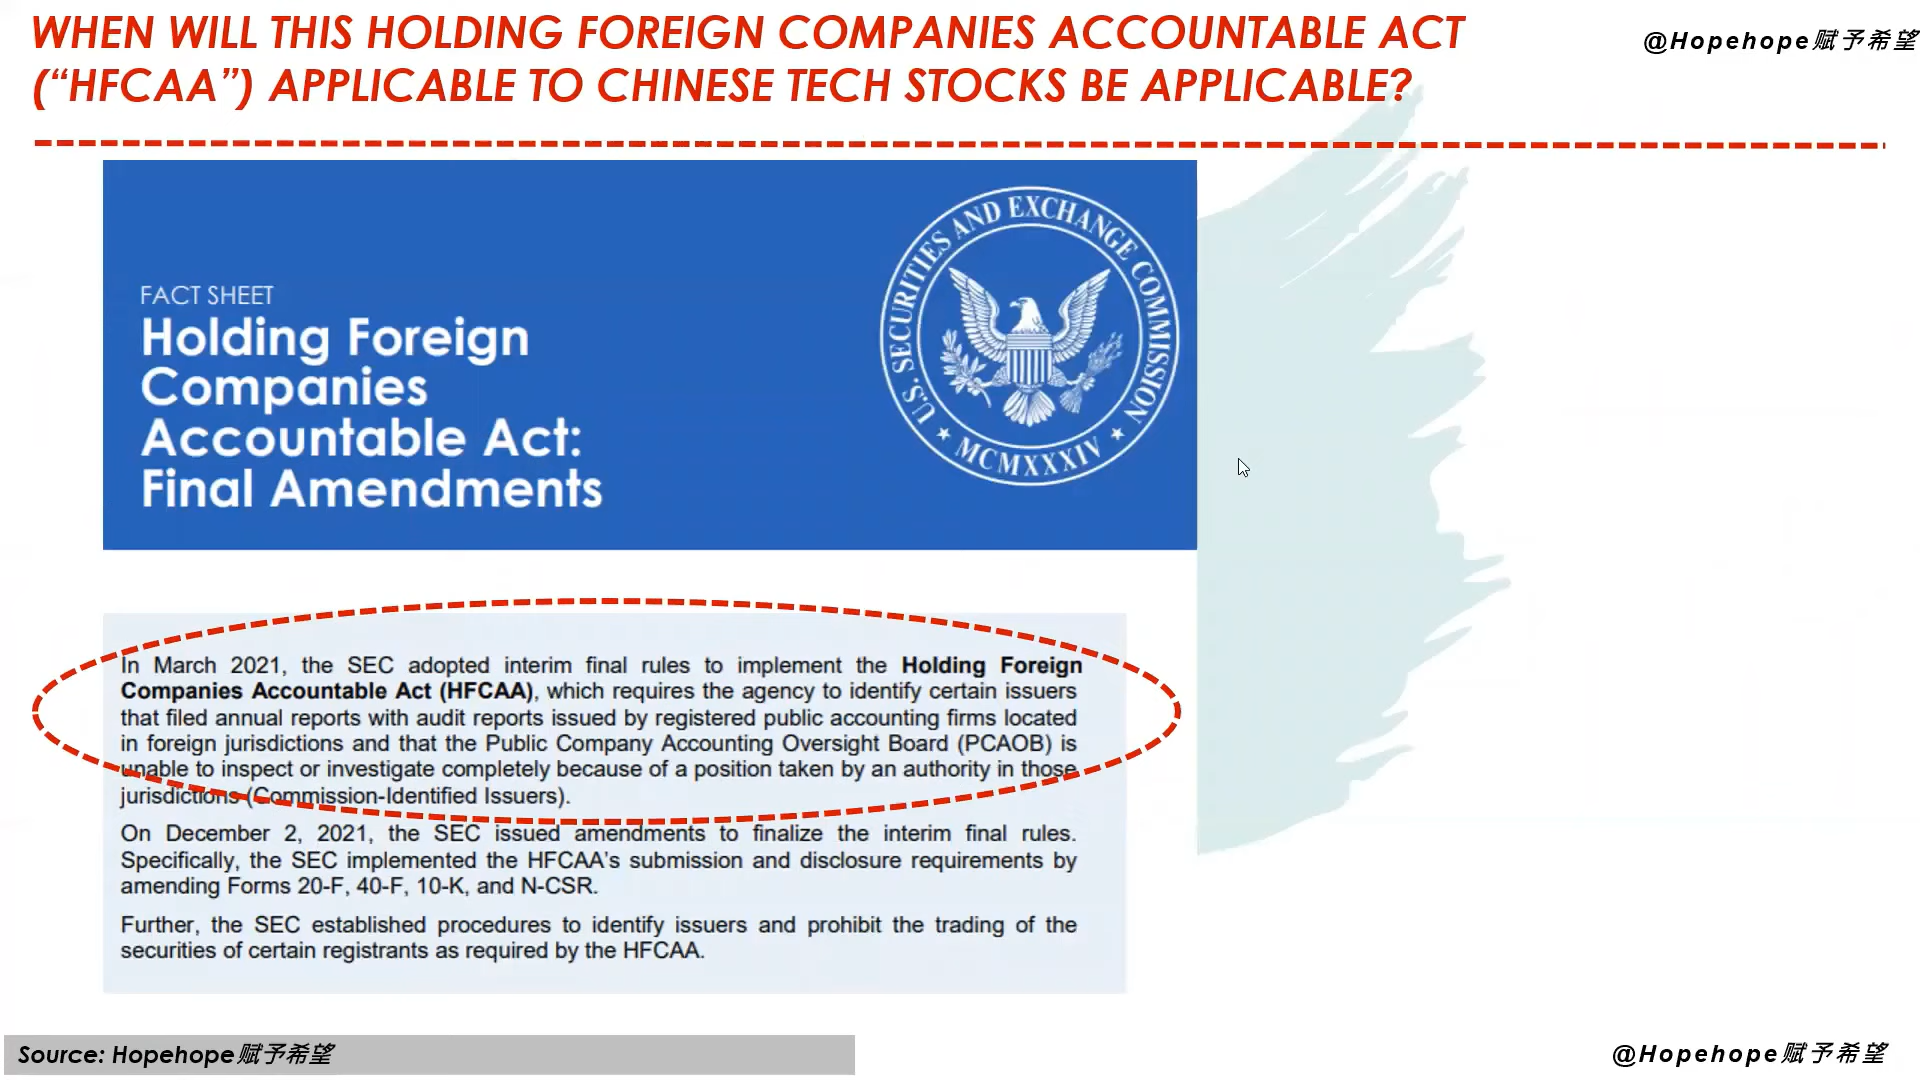 WHEN WILL THIS HOLDING FOREIGN COMPANIES ACCOUNTABLE ACT
(“HFCAA”) APPLICABLE TO CHINESE TECH STOCKS BE APPLICABLE?
@Hopehope赋予希望
FACT SHEET
Holding Foreign
Companies
Accountable Act:
Final Amendments
U.S. SECURITIES AND EXCHANGE COMMISSION
MCMXXXIV
In March 2021, the SEC adopted interim final rules to implement the Holding Foreign
Companies Accountable Act (HFCAA), which requires the agency to identify certain issuers
that filed annual reports with audit reports issued by registered public accounting firms located
in foreign jurisdictions and that the Public Company Accounting Oversight Board (PCAOB) is
unable to inspect or investigate completely because of a position taken by an authority in those
jurisdictions (Commission-Identified Issuers).
On December 2, 2021, the SEC issued amendments to finalize the interim final rules.
Specifically, the SEC implemented the HFCAA’s submission and disclosure requirements by
amending Forms 20-F, 40-F, 10-K, and N-CSR.
Further, the SEC established procedures to identify issuers and prohibit the trading of the
securities of certain registrants as required by the HFCAA.
Source: Hopehope赋予希望
@Hopehope赋予希望